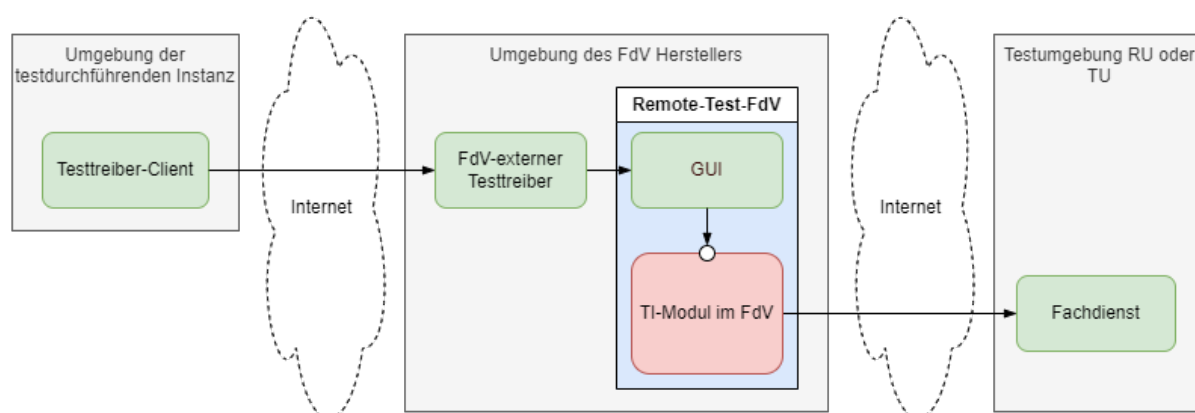 Umgebung der
testdurchführenden Instanz
Umgebung des FdV Herstellers
Testumgebung RU oder
TU
Remote-Test-FdV
Testtreiber-Client
FdV-externer
Testtreiber
GUI
Internet
Internet
TI-Modul im FdV
Fachdienst